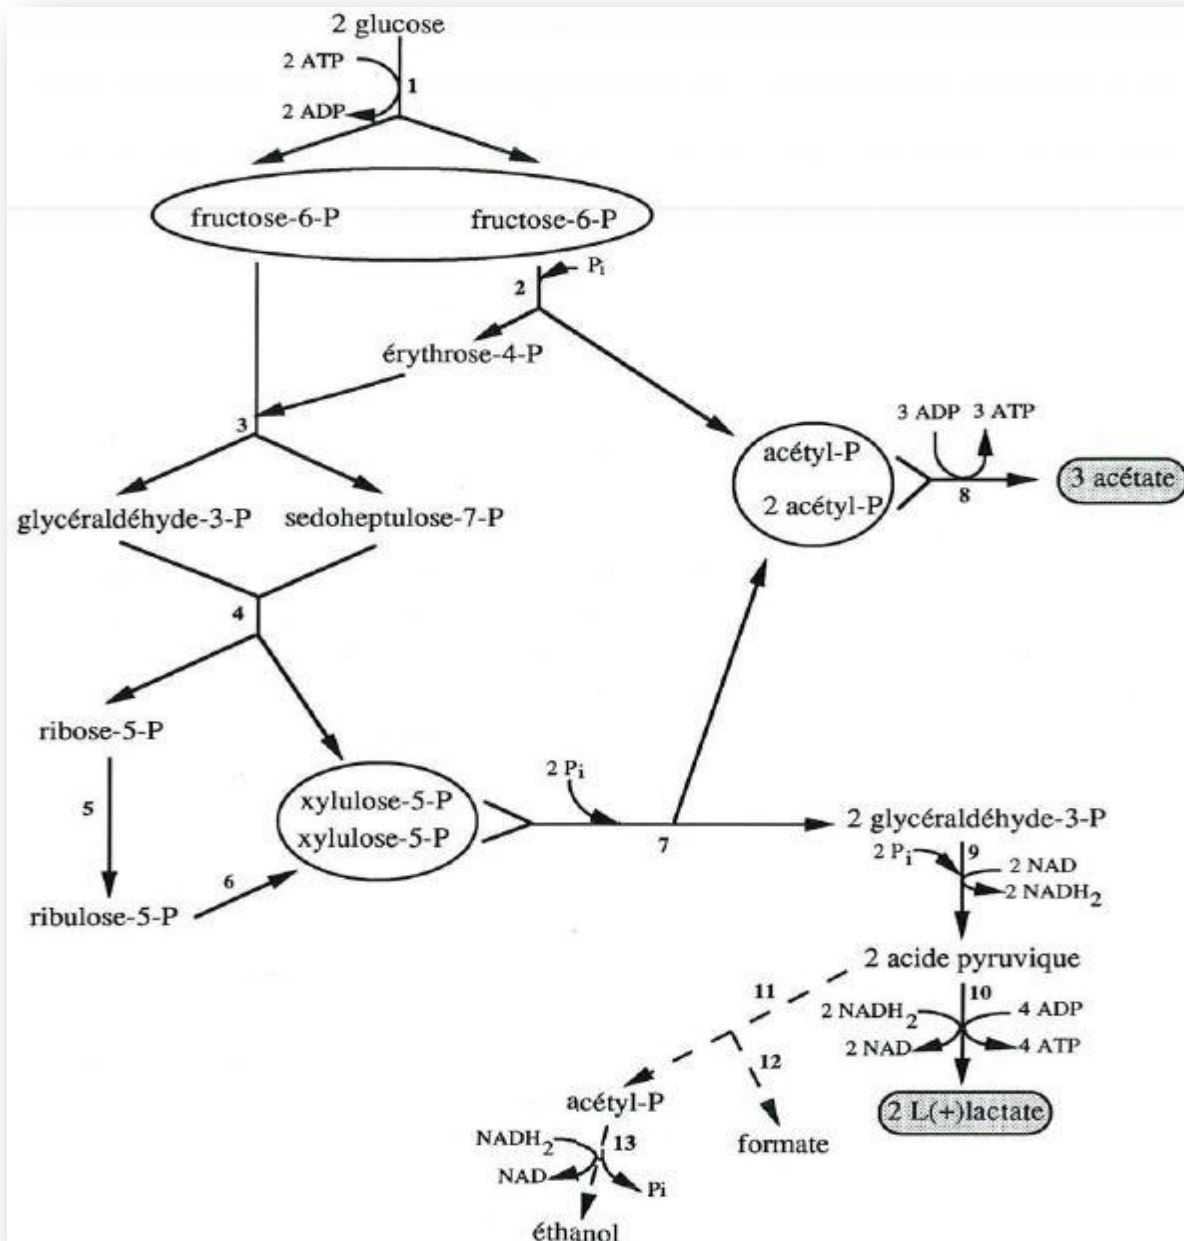 2 glucose
2 ATP
1
2 ADP
fructose-6-P fructose-6-P
Pi
2
érythrose-4-P
3
3 ADP 3 ATP
acétyl-P
2 acétyl-P
8
3 acétate
glycéraldéhyde-3-P sedoheptulose-7-P
4
ribose-5-P
5
xylulose-5-P
xylulose-5-P
2 Pi
7
2 glycéraldéhyde-3-P
6
ribulose-5-P
2 Pi
9
2 NAD
2 NADH2
2 acide pyruvique
11
10
2 NADH2
4 ADP
2 NAD
4 ATP
12
acétyl-P
2 L(+)lactate
NADH2
13
formate
NAD
Pi
éthanol